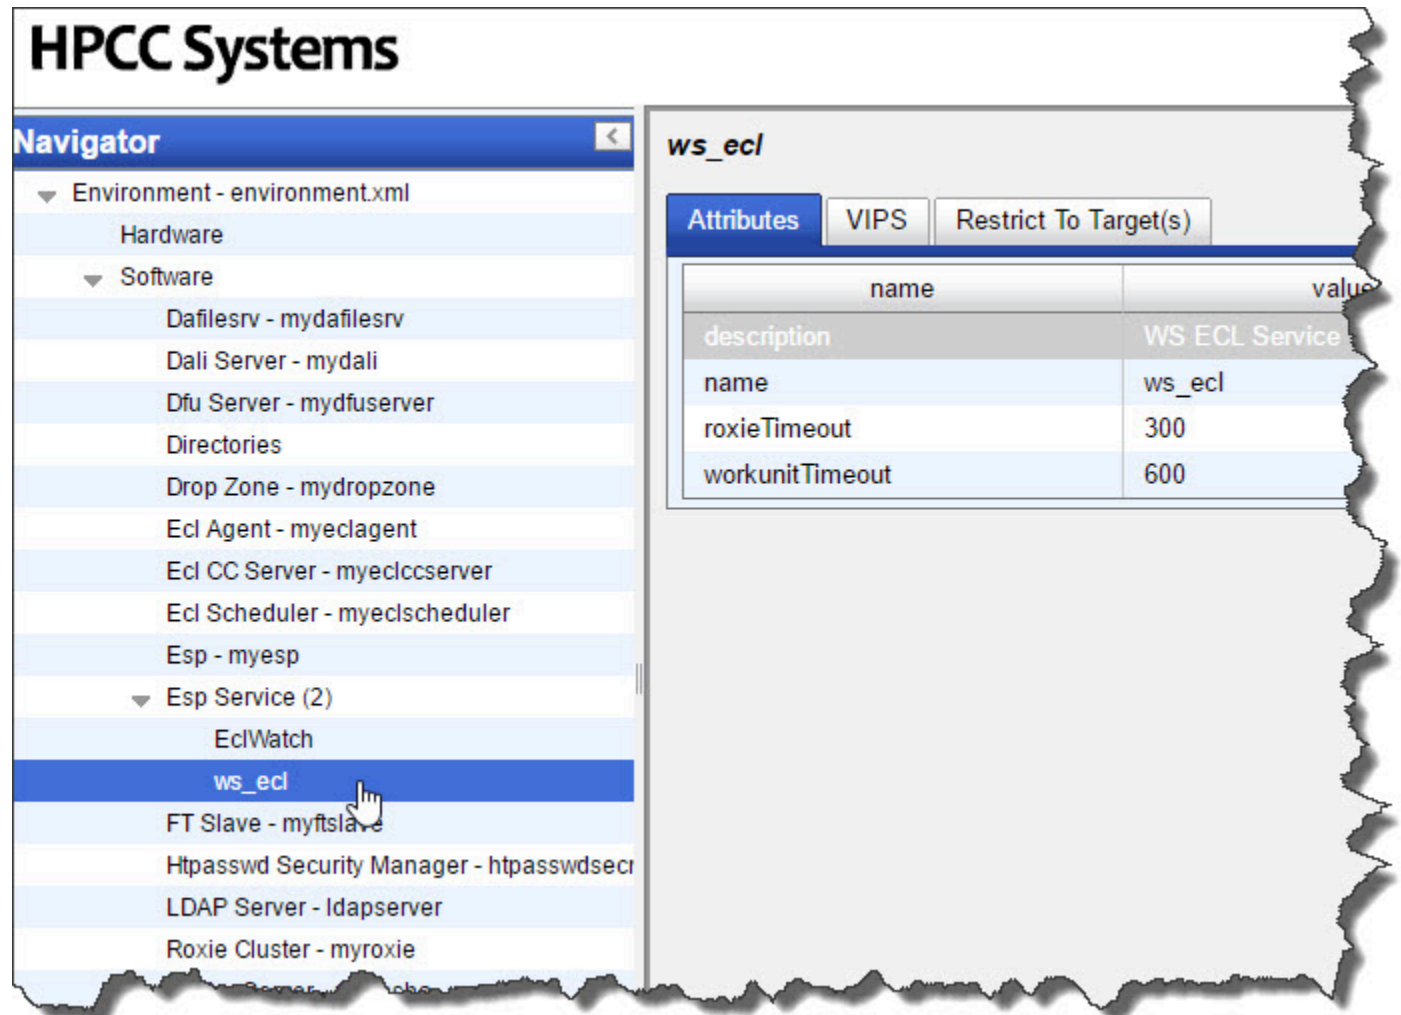 HPCC Systems
Navigator
Environment - environment.xml
Hardware
Software
Dafilesrv - mydafilesrv
Dali Server - mydali
Dfu Server - mydfuserver
Directories
Drop Zone - mydropzone
Ecl Agent - myeclagent
Ecl CC Server - myeclccserver
Ecl Scheduler - myeclscheduler
Esp - myesp
Esp Service (2)
EclWatch
ws_ecl
FT Slave - myftslave
Htpasswd Security Manager - htpasswdsecr
LDAP Server - ldapserver
Roxie Cluster - myroxie
ws_ecl
Attributes VIPS Restrict To Target(s)
name value
description WS ECL Service
name ws_ecl
roxieTimeout 300
workunitTimeout 600